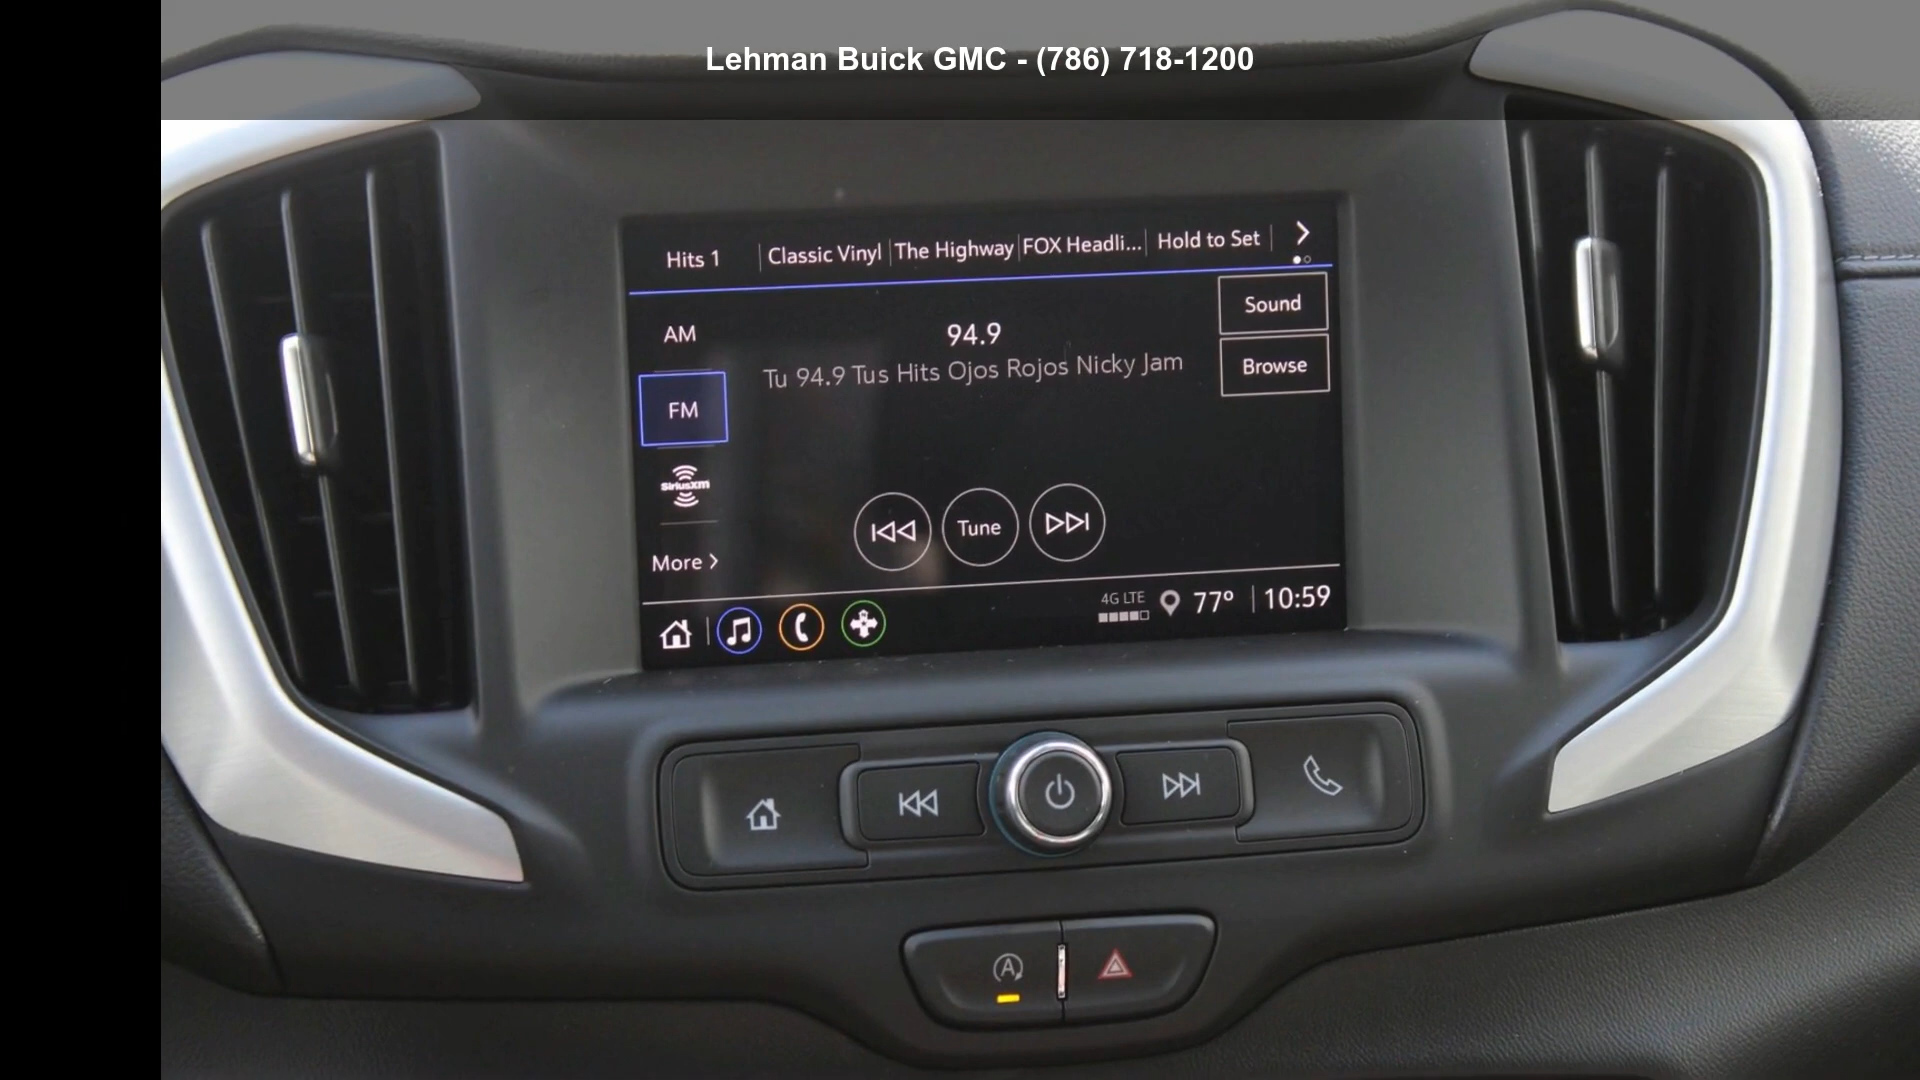 Lehman Buick GMC - (786) 718-1200
Hits 1 Classic Vinyl The Highway FOX Headli... Hold to Set
Sound
AM
94.9
Tu 94.9 Tus Hits Ojos Rojos Nicky Jam
Browse
FM
SiriusXM
Tune
More
4G LTE 77° 10:59
A